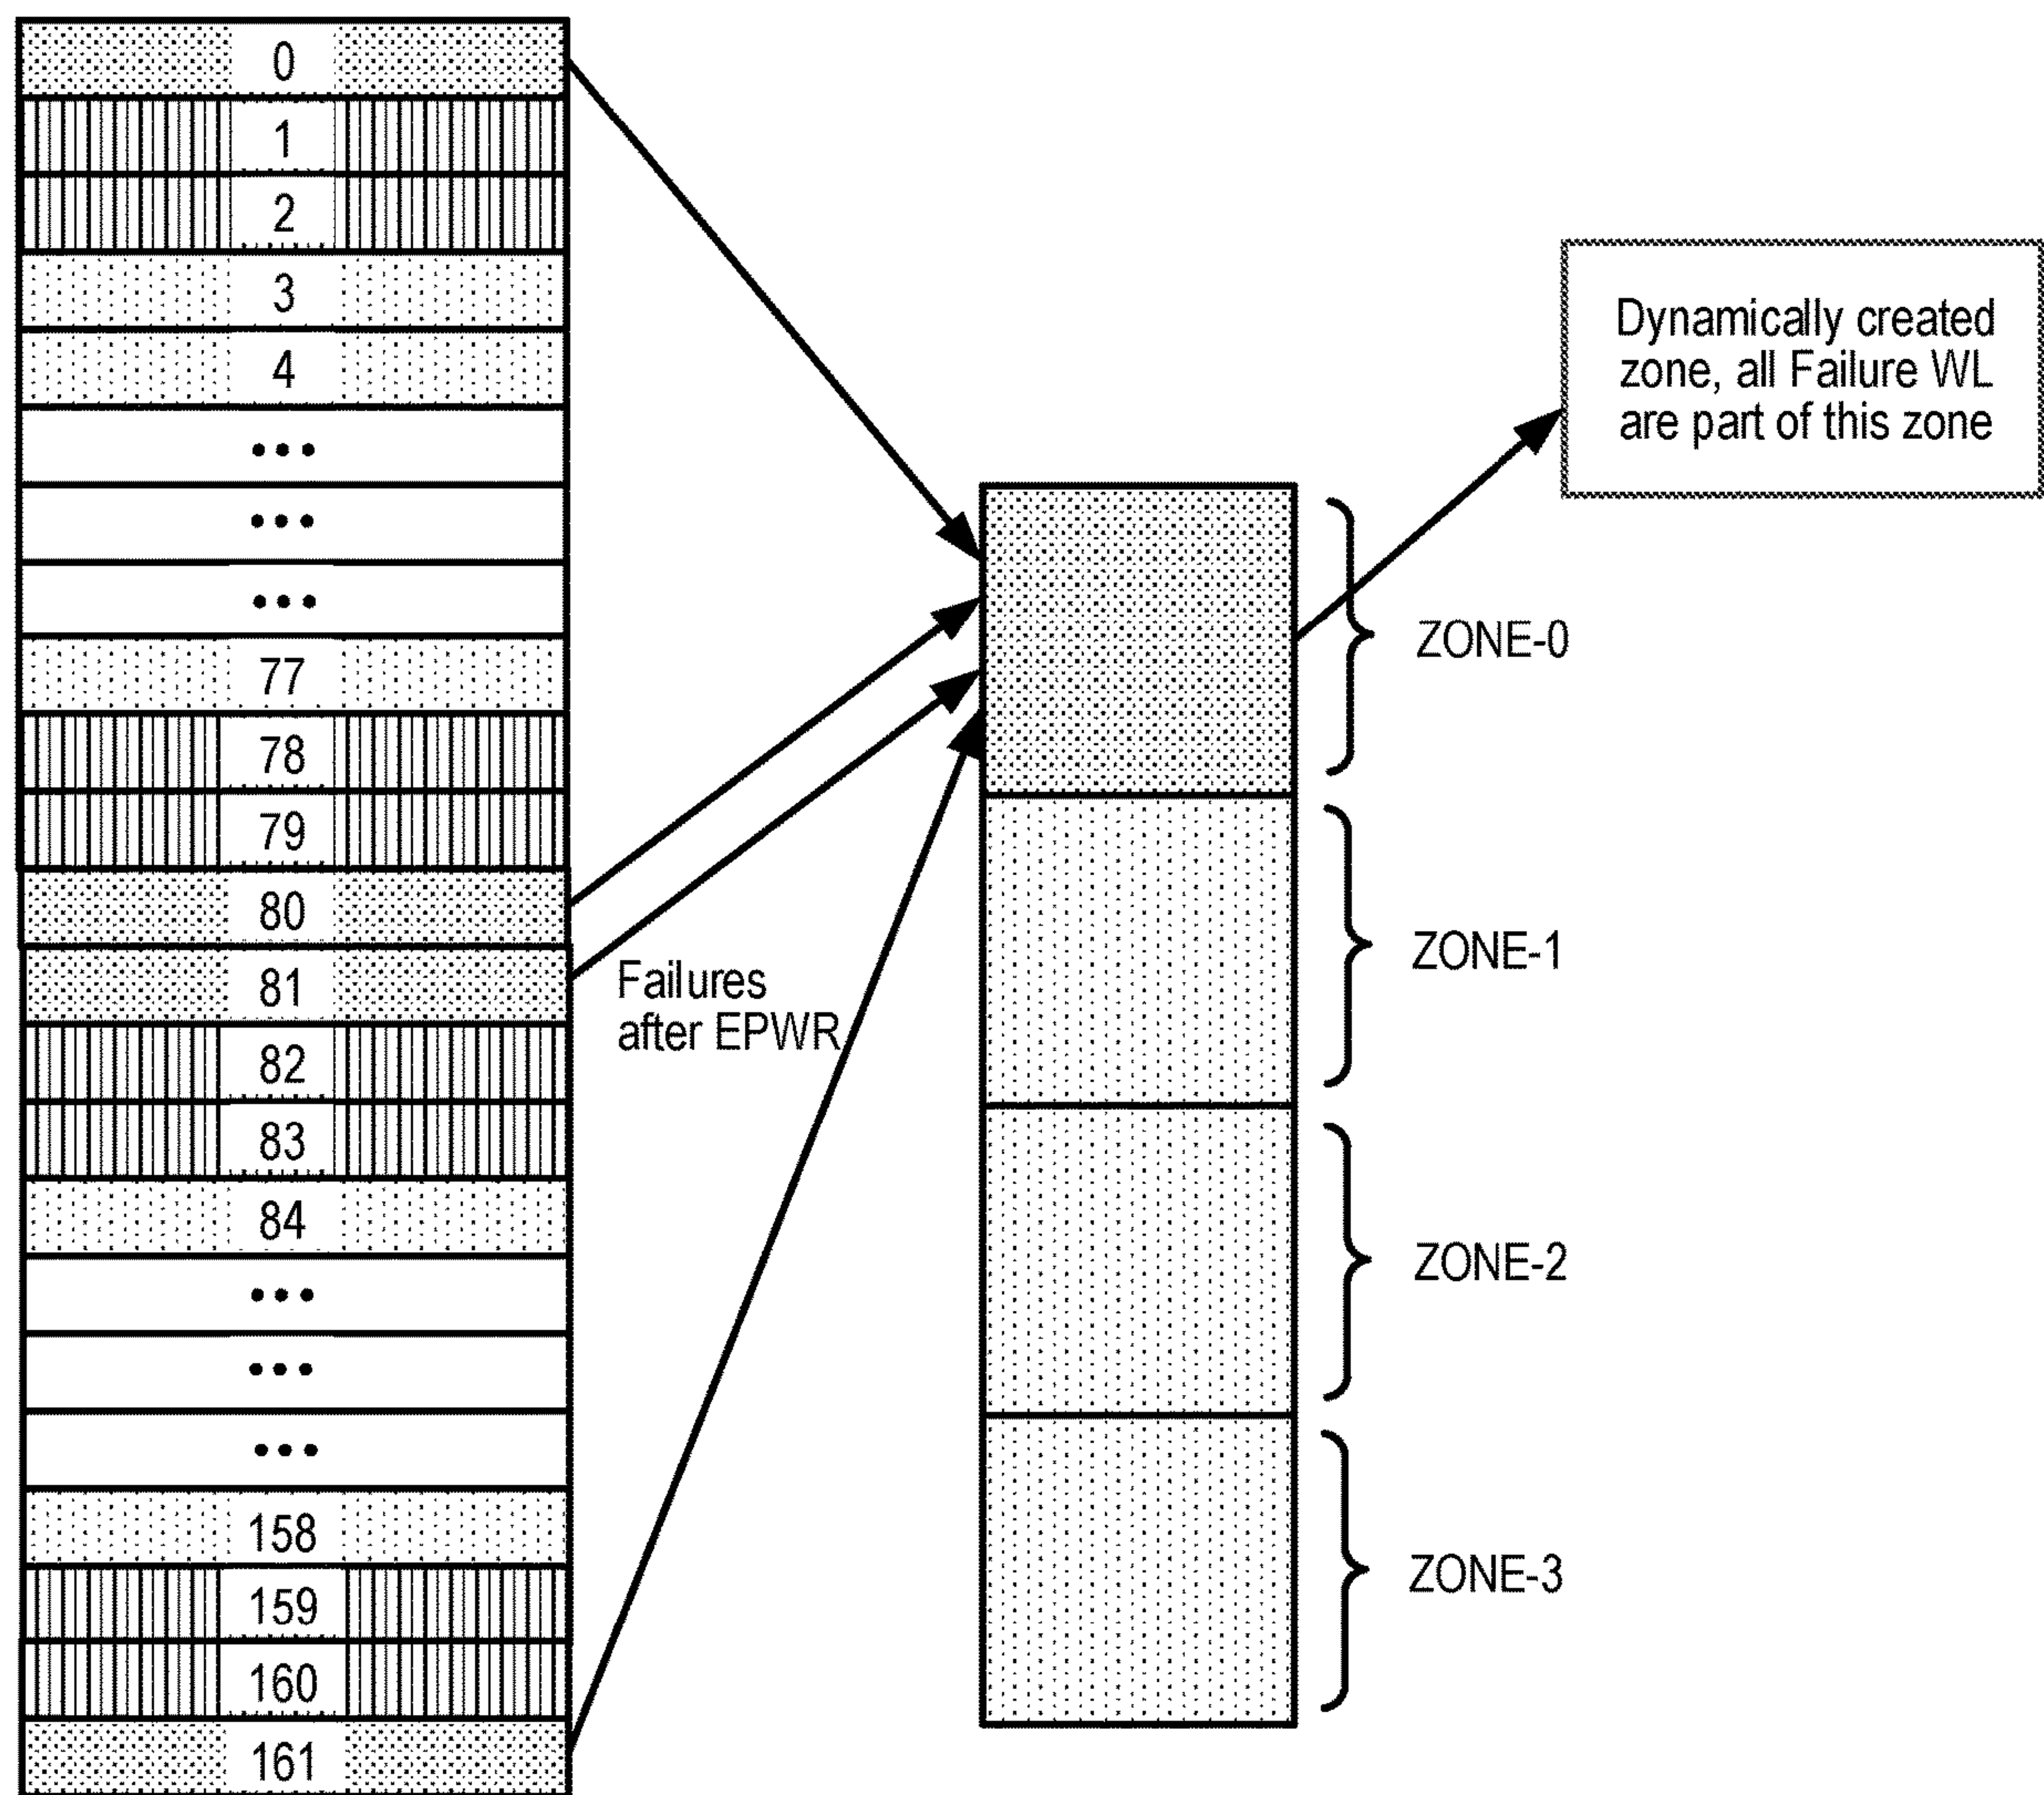 0
1
2
3
4
...
...
...
77
78
79
80
81
82
83
84
...
...
...
158
159
160
161
Failures
after EPWR
ZONE-0
ZONE-1
ZONE-2
ZONE-3
Dynamically created
zone, all Failure WL
are part of this zone